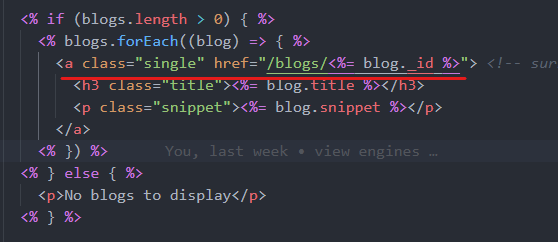 <% if (blogs.length > 0) { %>
<% blogs.forEach((blog) => { %>
<a class="single" href="/blogs/<%= blog._id %>"> <!-- sur
<h3 class="title"><%= blog.title %></h3>
<p class="snippet"><%= blog.snippet %></p>
</a>
<% }) %> You, last week • view engines …
<% } else { %>
<p>No blogs to display</p>
<% } %>